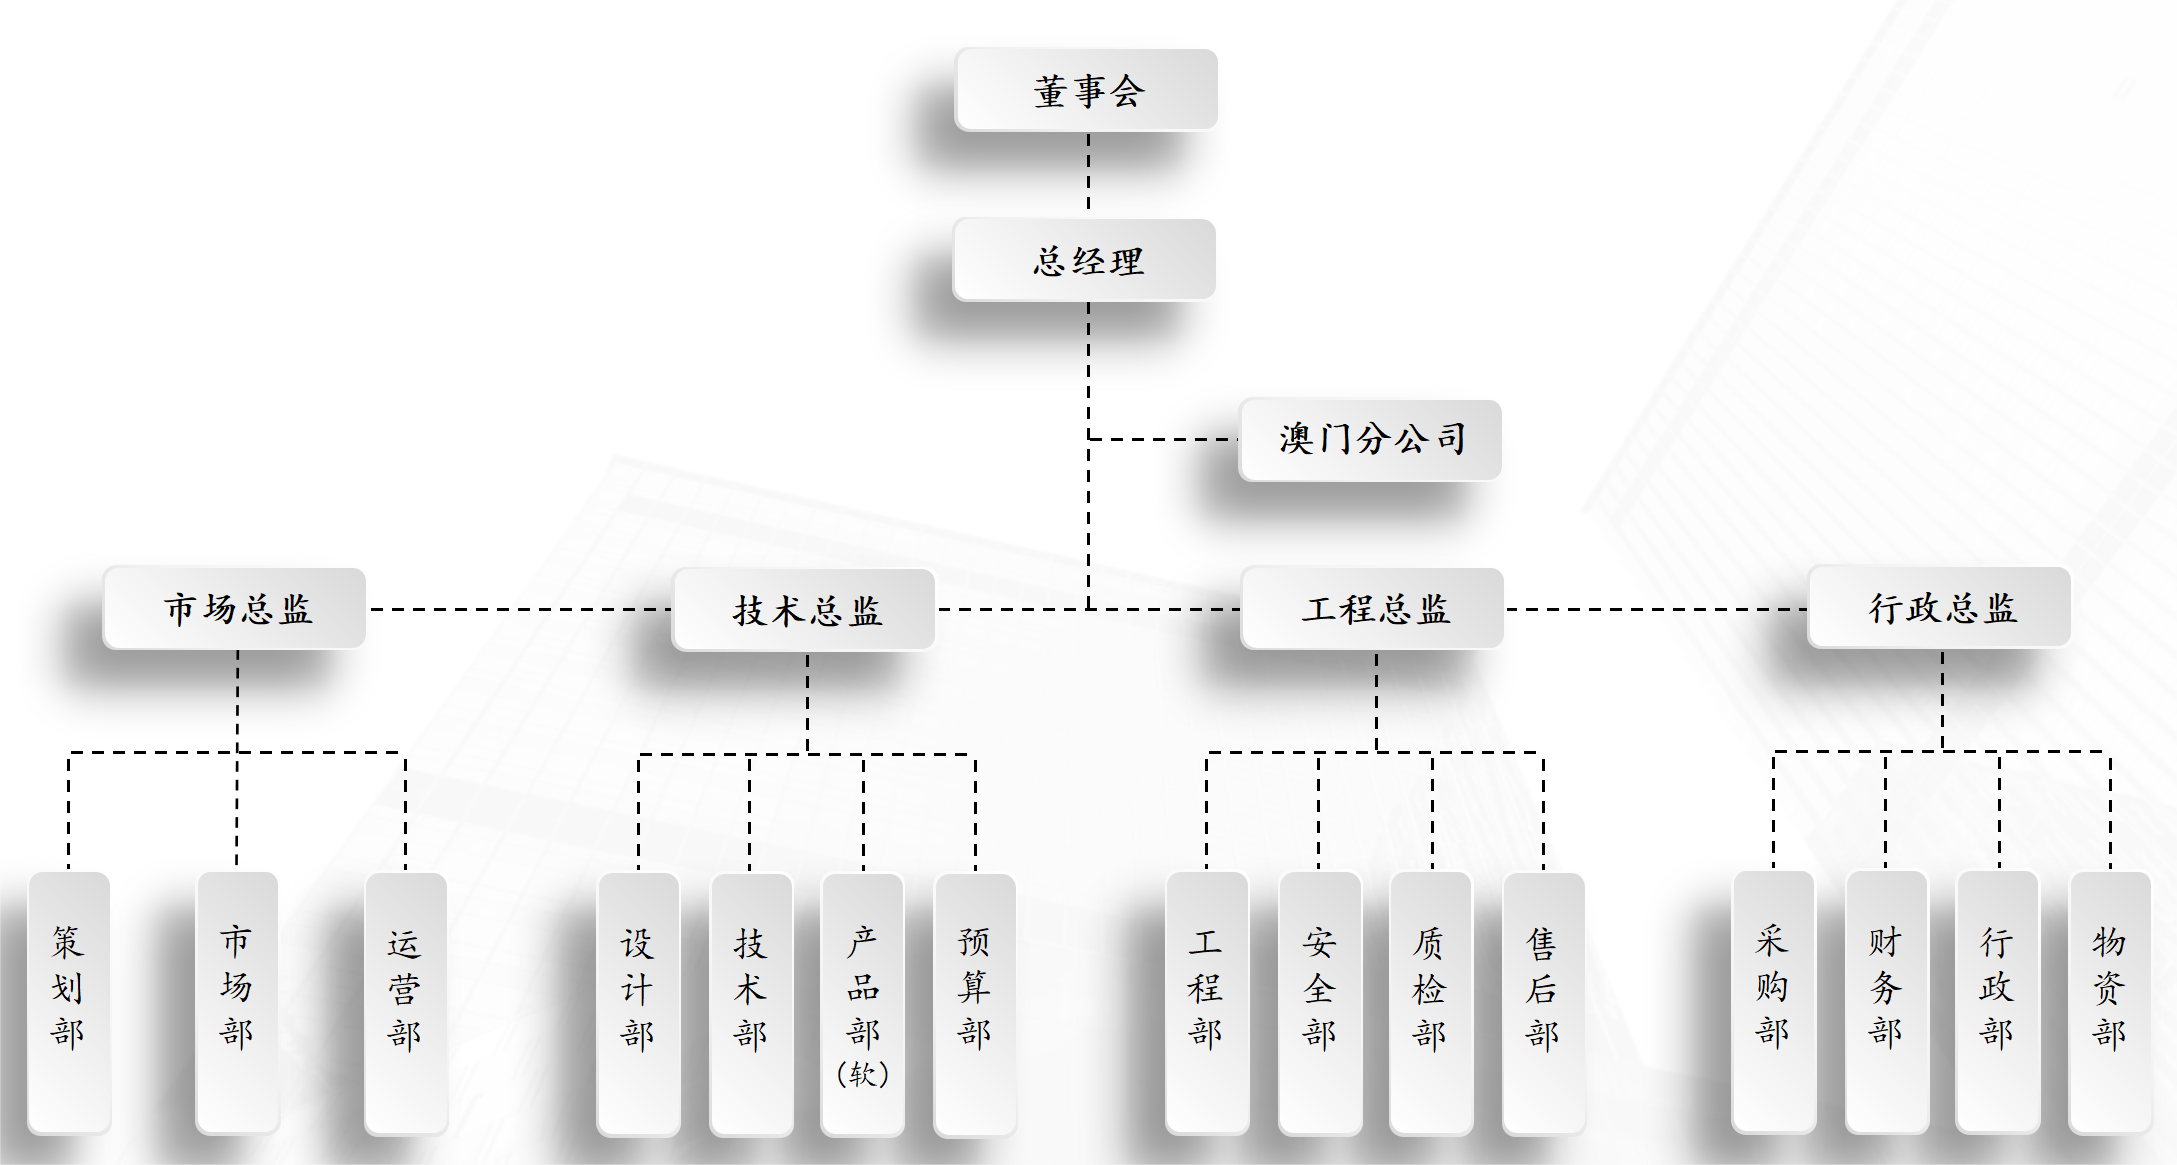 董事会
总经理
澳门分公司
市场总监
技术总监
工程总监
行政总监
策划部
市场部
运营部
设计部
技术部
产品部
(软)
预算部
工程部
安全部
质检部
售后部
采购部
财务部
行政部
物资部